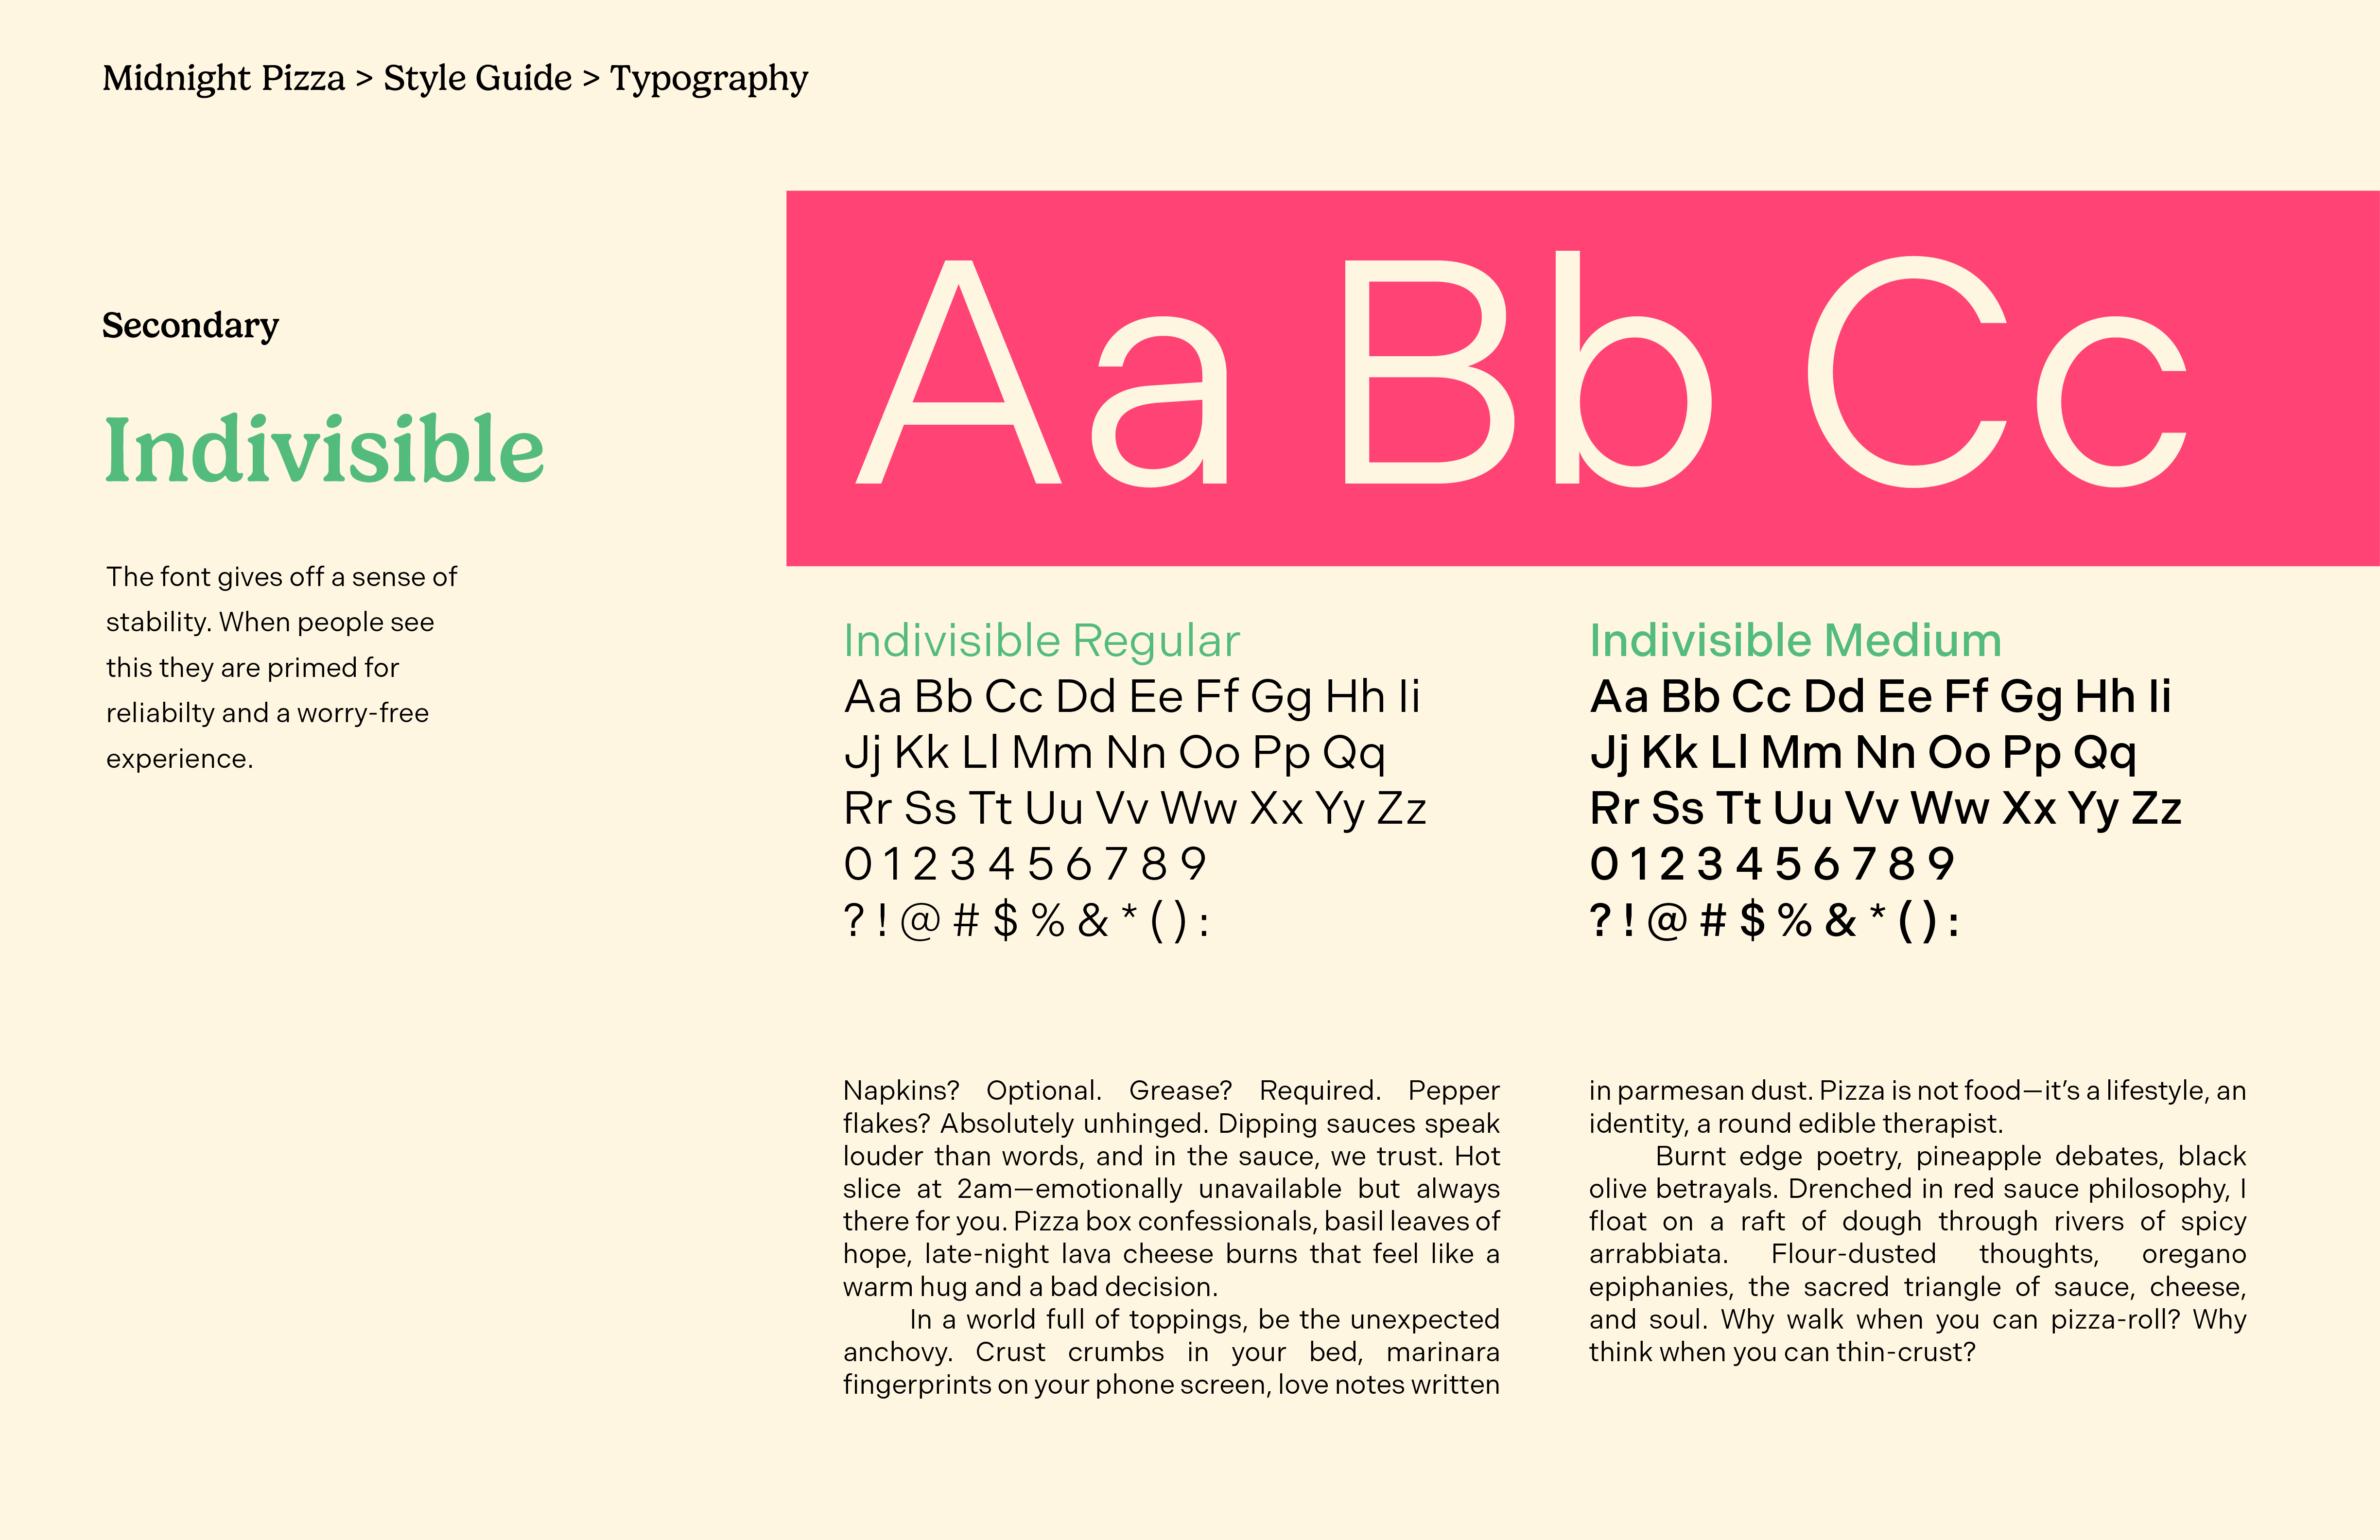 Midnight Pizza > Style Guide > Typography
Secondary
Indivisible
The font gives off a sense of
stability. When people see
this they are primed for
reliabilty and a worry-free
experience.
Aa Bb Cc
Indivisible Regular
Aa Bb Cc Dd Ee Ff Gg Hh Ii
Jj Kk Ll Mm Nn Oo Pp Qq
Rr Ss Tt Uu Vv Ww Xx Yy Zz
0 1 2 3 4 5 6 7 8 9
? ! @ # $ % & * ( ) :
Indivisible Medium
Aa Bb Cc Dd Ee Ff Gg Hh Ii
Jj Kk Ll Mm Nn Oo Pp Qq
Rr Ss Tt Uu Vv Ww Xx Yy Zz
0 1 2 3 4 5 6 7 8 9
? ! @ # $ % & * ( ) :
Napkins? Optional. Grease? Required. Pepper
flakes? Absolutely unhinged. Dipping sauces speak
louder than words, and in the sauce, we trust. Hot
slice at 2am—emotionally unavailable but always
there for you. Pizza box confessionals, basil leaves of
hope, late-night lava cheese burns that feel like a
warm hug and a bad decision.
In a world full of toppings, be the unexpected
anchovy. Crust crumbs in your bed, marinara
fingerprints on your phone screen, love notes written
in parmesan dust. Pizza is not food—it’s a lifestyle, an
identity, a round edible therapist.
Burnt edge poetry, pineapple debates, black
olive betrayals. Drenched in red sauce philosophy, I
float on a raft of dough through rivers of spicy
arrabbiata. Flour-dusted thoughts, oregano
epiphanies, the sacred triangle of sauce, cheese,
and soul. Why walk when you can pizza-roll? Why
think when you can thin-crust?